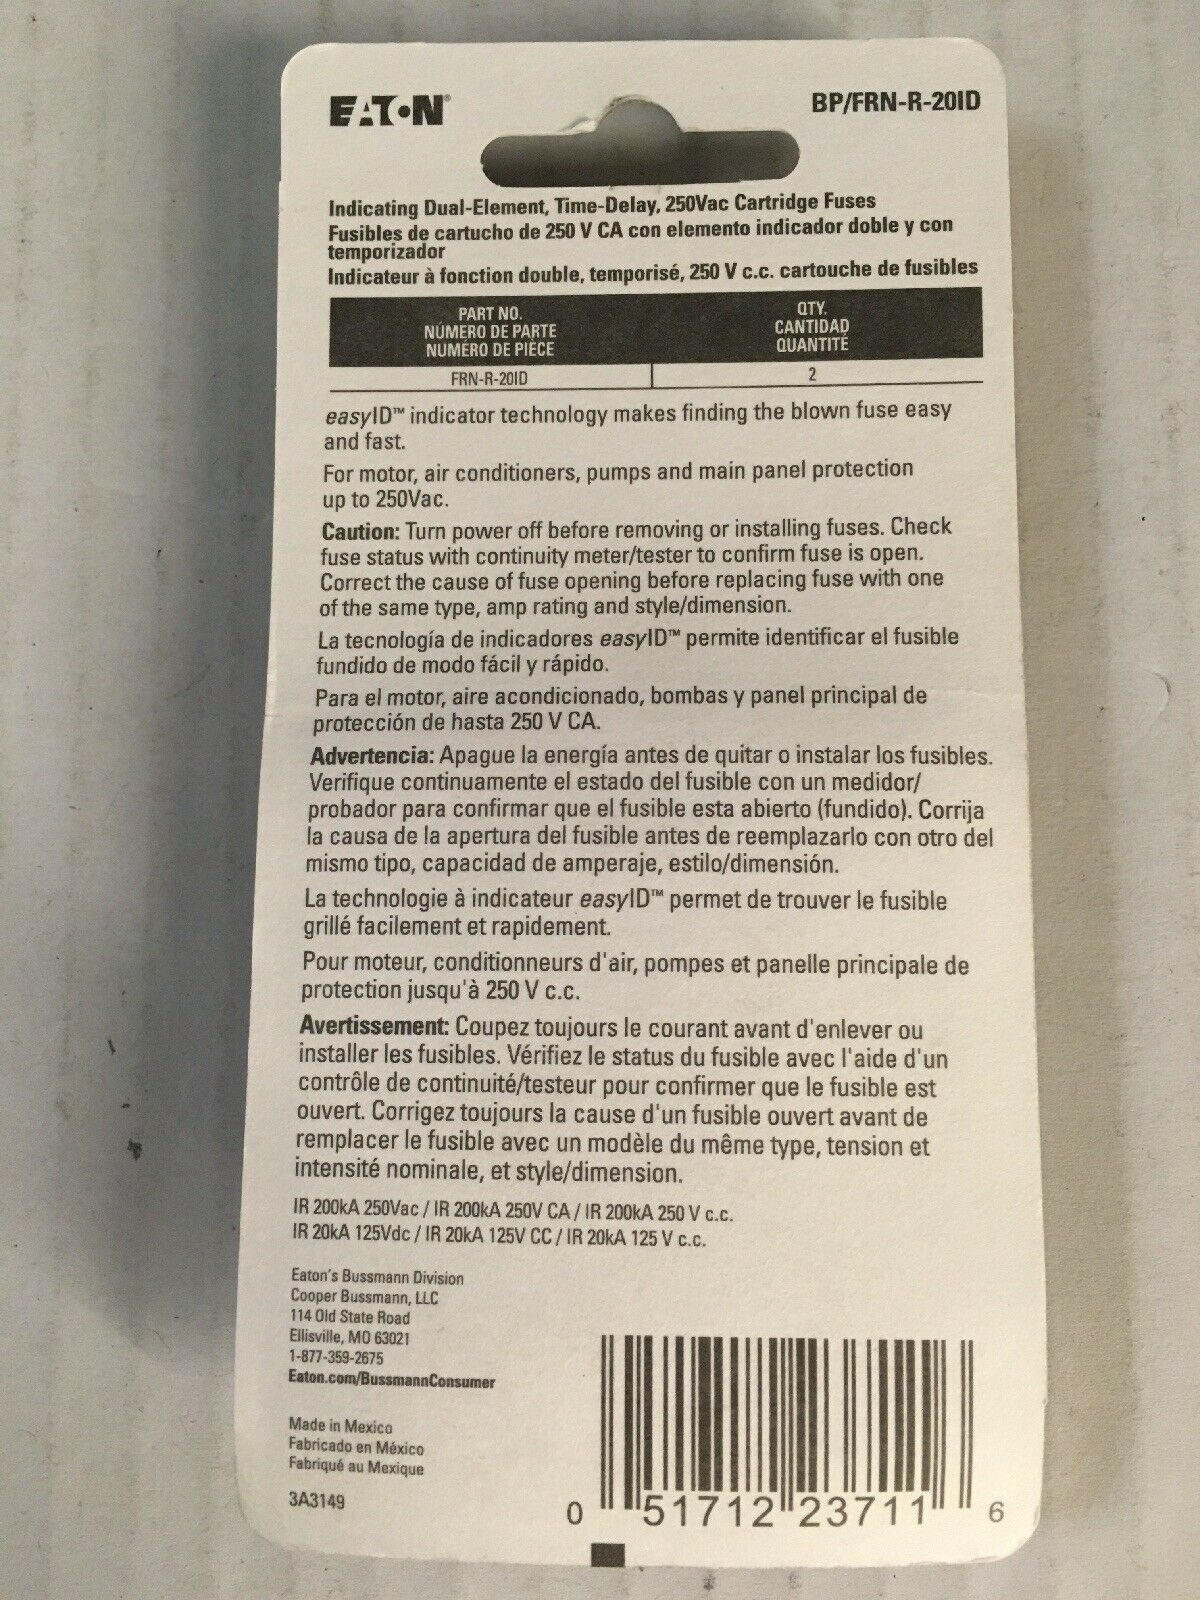 EATON®
BP/FRN-R-20ID
Indicating Dual-Element, Time-Delay, 250Vac Cartridge Fuses
Fusibles de cartucho de 250 V CA con elemento indicador doble y con
temporizador
Indicateur à fonction double, temporisé, 250 V c.c. cartouche de fusibles
PART NO.
NÚMERO DE PARTE
NUMÉRO DE PIÈCE
QTY.
CANTIDAD
QUANTITÉ
FRN-R-20ID
2
easyID™ indicator technology makes finding the blown fuse easy
and fast.
For motor, air conditioners, pumps and main panel protection
up to 250Vac.
Caution: Turn power off before removing or installing fuses. Check
fuse status with continuity meter/tester to confirm fuse is open.
Correct the cause of fuse opening before replacing fuse with one
of the same type, amp rating and style/dimension.
La tecnología de indicadores easyID™ permite identificar el fusible
fundido de modo fácil y rápido.
Para el motor, aire acondicionado, bombas y panel principal de
protección de hasta 250 V CA.
Advertencia: Apague la energía antes de quitar o instalar los fusibles.
Verifique continuamente el estado del fusible con un medidor/
probador para confirmar que el fusible esta abierto (fundido). Corrija
la causa de la apertura del fusible antes de reemplazarlo con otro del
mismo tipo, capacidad de amperaje, estilo/dimensión.
La technologie à indicateur easyID™ permet de trouver le fusible
grillé facilement et rapidement.
Pour moteur, conditionneurs d'air, pompes et panelle principale de
protection jusqu'à 250 V c.c.
Avertissement: Coupez toujours le courant avant d'enlever ou
installer les fusibles. Vérifiez le status du fusible avec l'aide d'un
contrôle de continuité/testeur pour confirmer que le fusible est
ouvert. Corrigez toujours la cause d'un fusible ouvert avant de
remplacer le fusible avec un modèle du même type, tension et
intensité nominale, et style/dimension.
IR 200kA 250Vac / IR 200kA 250V CA / IR 200kA 250 V c.c.
IR 20kA 125Vdc / IR 20kA 125V CC / IR 20kA 125 V c.c.
Eaton's Bussmann Division
Cooper Bussmann, LLC
114 Old State Road
Ellisville, MO 63021
1-877-359-2675
Eaton.com/BussmannConsumer
Made in Mexico
Fabricado en México
Fabriqué au Mexique
3A3149
0 51712 23711 6